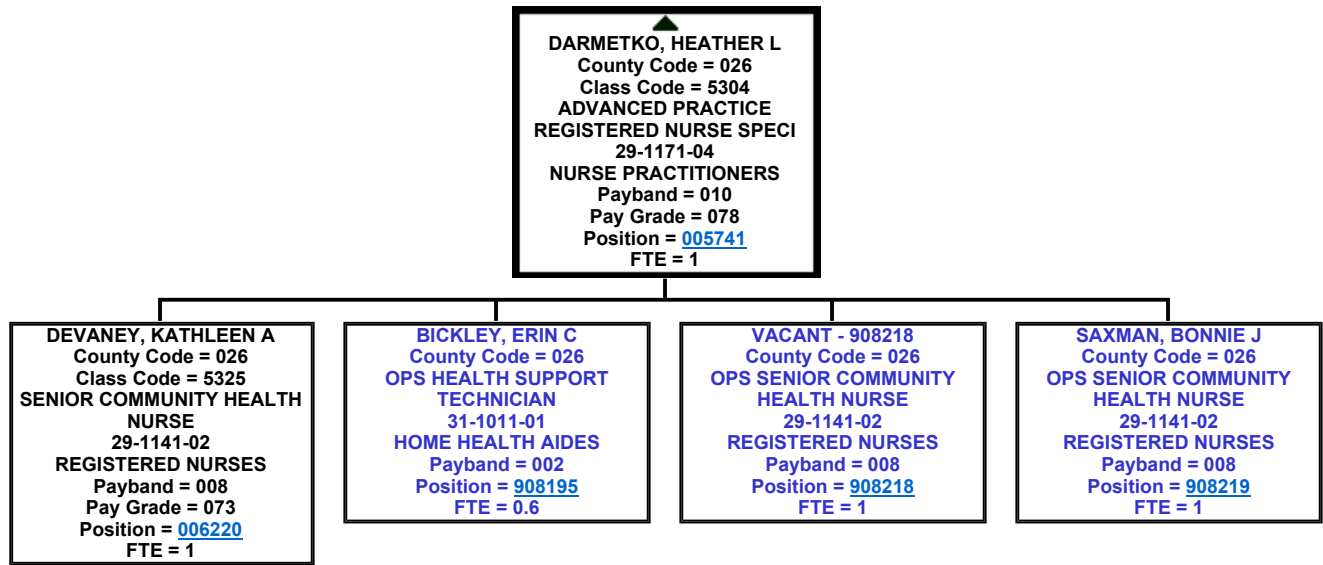 DARMETKO, HEATHER L
County Code = 026
Class Code = 5304
ADVANCED PRACTICE
REGISTERED NURSE SPECI
29-1171-04
NURSE PRACTITIONERS
Payband = 010
Pay Grade = 078
Position = 005741
FTE = 1
DEVANEY, KATHLEEN A
County Code = 026
Class Code = 5325
SENIOR COMMUNITY HEALTH
NURSE
29-1141-02
REGISTERED NURSES
Payband = 008
Pay Grade = 073
Position = 006220
FTE = 1
BICKLEY, ERIN C
County Code = 026
OPS HEALTH SUPPORT
TECHNICIAN
31-1011-01
HOME HEALTH AIDES
Payband = 002
Position = 908195
FTE = 0.6
VACANT - 908218
County Code = 026
OPS SENIOR COMMUNITY
HEALTH NURSE
29-1141-02
REGISTERED NURSES
Payband = 008
Position = 908218
FTE = 1
SAXMAN, BONNIE J
County Code = 026
OPS SENIOR COMMUNITY
HEALTH NURSE
29-1141-02
REGISTERED NURSES
Payband = 008
Position = 908219
FTE = 1